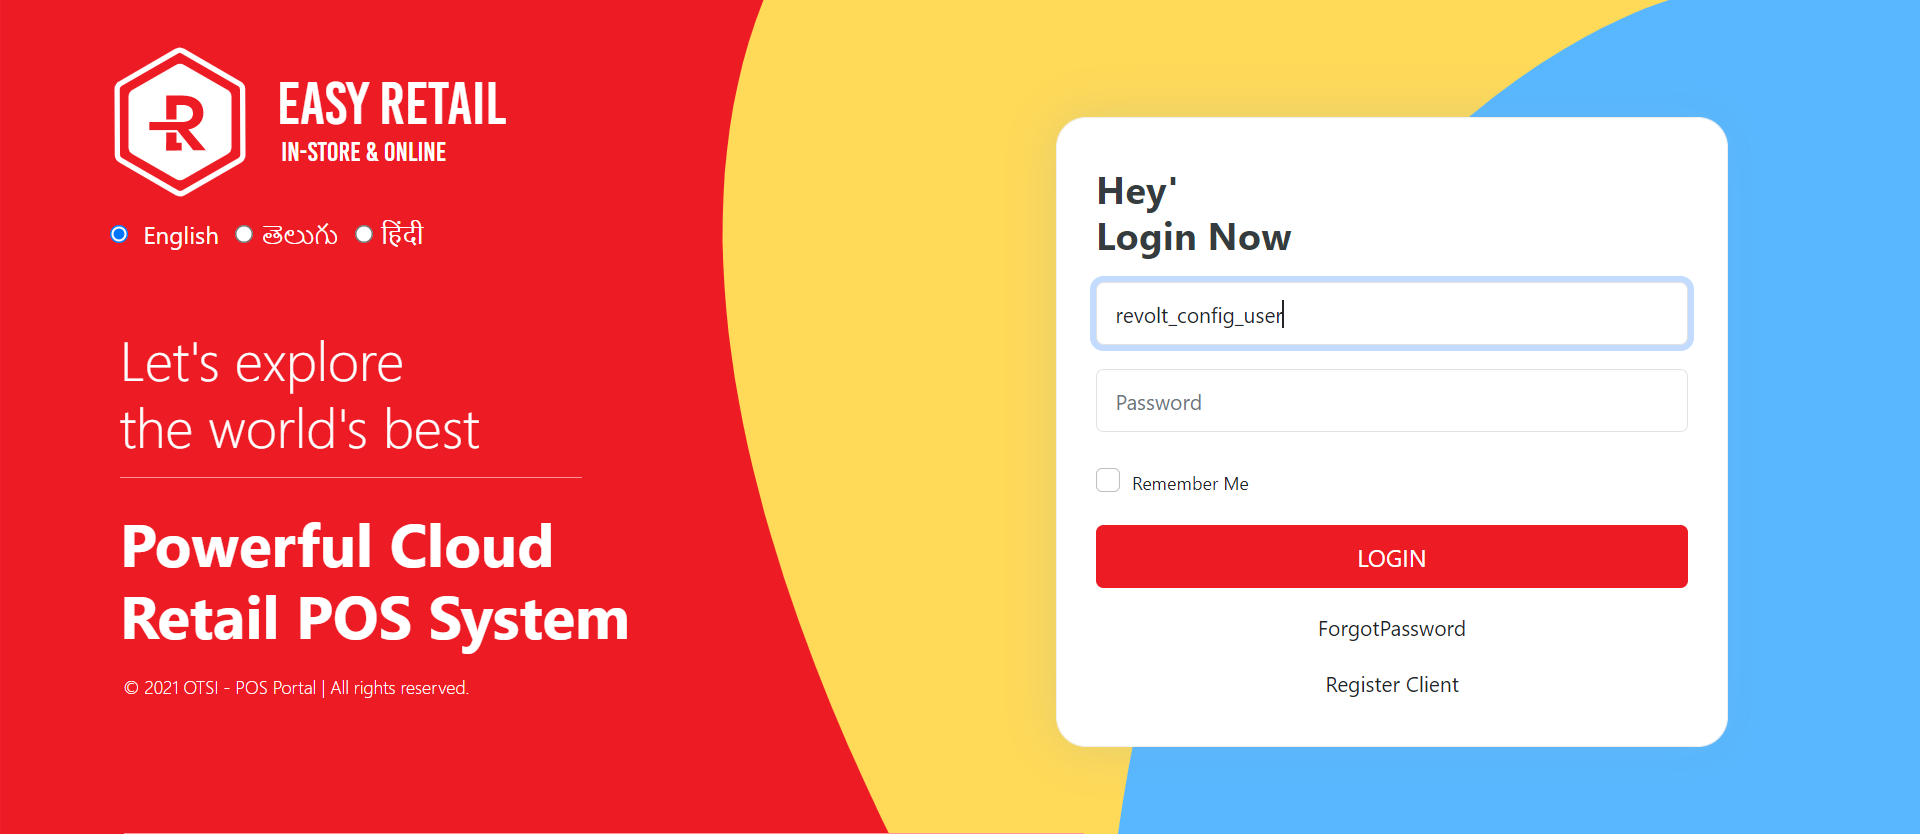 EASY RETAIL
IN-STORE & ONLINE
English తెలుగు हिंदी
Let's explore
the world's best
Powerful Cloud
Retail POS System
© 2021 OTSI - POS Portal | All rights reserved.
Hey'
Login Now
revolt_config_user
Password
Remember Me
LOGIN
ForgotPassword
Register Client